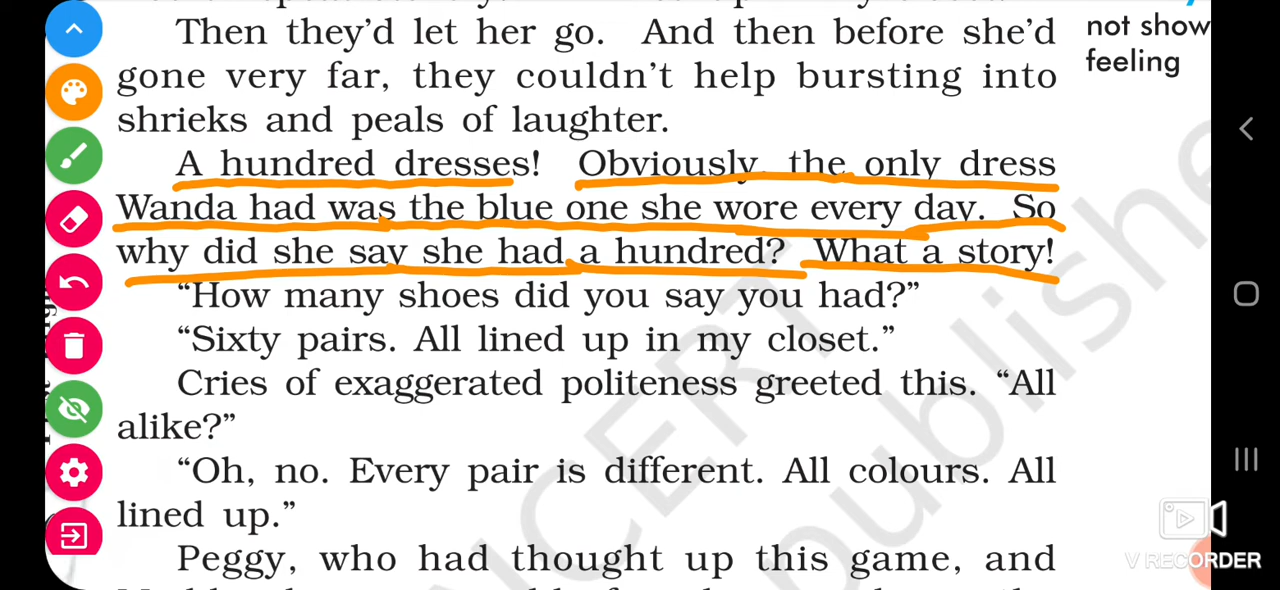 Then they'd let her go. And then before she'd
gone very far, they couldn't help bursting into
shrieks and peals of laughter.
A hundred dresses! Obviously the only dress
Wanda had was the blue one she wore every day. So
why did she say she had a hundred? What a story!
"How many shoes did you say you had?"
"Sixty pairs. All lined up in my closet."
Cries of exaggerated politeness greeted this. "All
alike?"
"Oh, no. Every pair is different. All colours. All
lined up."
Peggy, who had thought up this game, and
not show
feeling
NCERT
publishe
V RECORDER